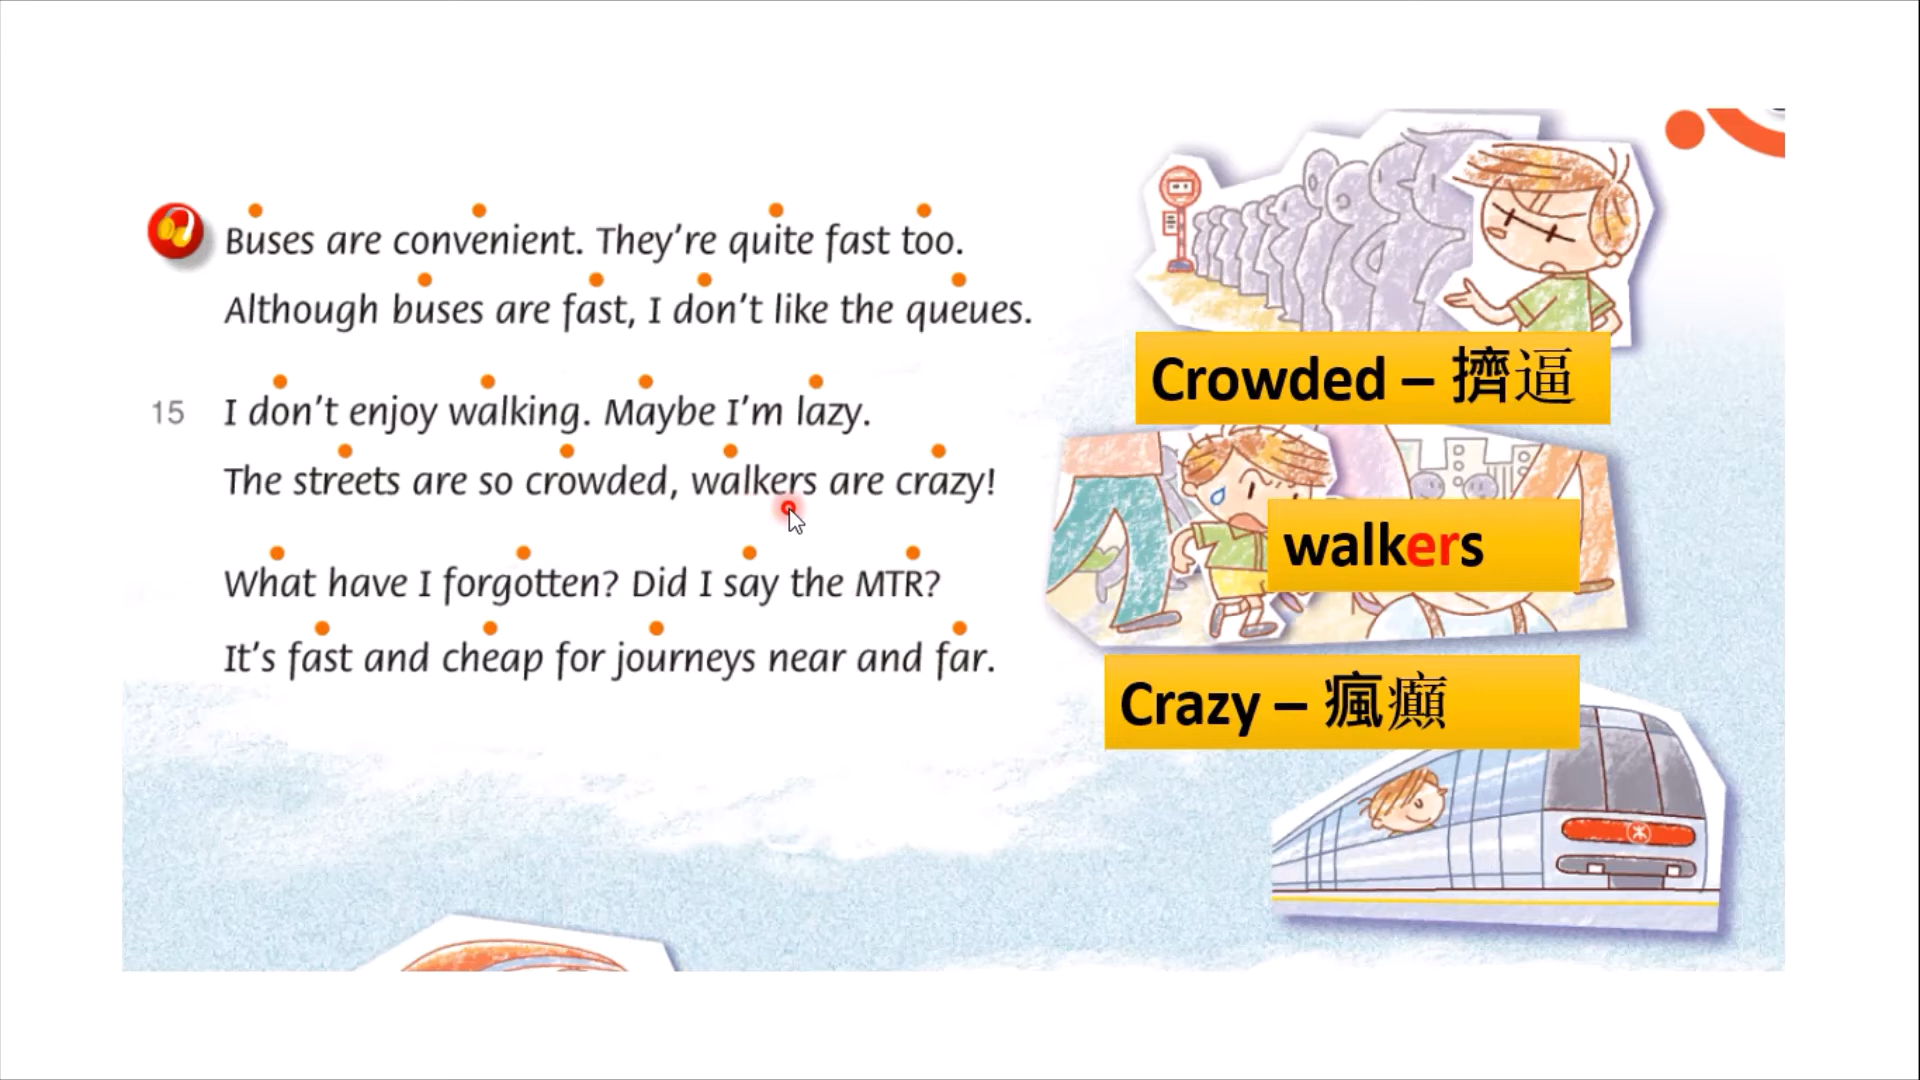 Buses are convenient. They're quite fast too.
Although buses are fast, I don't like the queues.
15 I don't enjoy walking. Maybe I'm lazy.
The streets are so crowded, walkers are crazy!
What have I forgotten? Did I say the MTR?
It's fast and cheap for journeys near and far.
Crowded – 擠逼
walkers
Crazy – 瘋癲